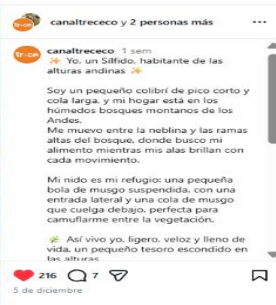 canaltrececo y 2 personas más
canaltrececo 1 sem
✨ Yo, un Sílfido, habitante de las
alturas andinas ✨
Soy un pequeño colibrí de pico corto y
cola larga, y mi hogar está en los
húmedos bosques montanos de los
Andes.
Me muevo entre la neblina y las ramas
altas del bosque, donde busco mi
alimento mientras mis alas brillan con
cada movimiento.
Mi nido es mi refugio: una pequeña
bola de musgo suspendida, con una
entrada lateral y una cola de musgo
que cuelga debajo, perfecta para
camuflarme entre la vegetación.
🌿 Así vivo yo, ligero, veloz y lleno de
vida, un pequeño tesoro escondido en
las alturas
216 7
5 de diciembre